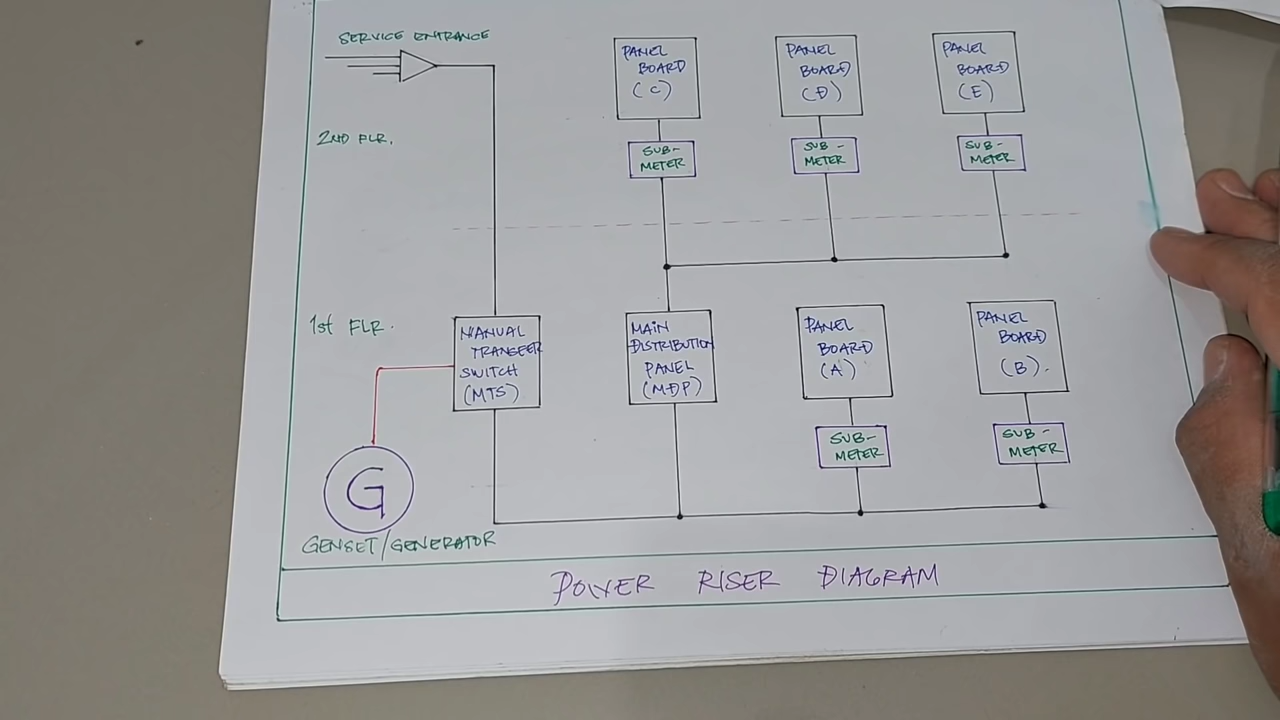 SERVICE ENTRANCE
PANEL
BOARD
(C)
PANEL
BOARD
(D)
PANEL
BOARD
(E)
2ND FLR.
SUB-
METER
SUB-
METER
SUB-
METER
1st FLR.
MANUAL
TRANSFER
SWITCH
(MTS)
MAIN
DISTRIBUTION
PANEL
(MDP)
PANEL
BOARD
(A)
PANEL
BOARD
(B).
SUB-
METER
SUB-
METER
G
GENSET/GENERATOR
POWER RISER DIAGRAM